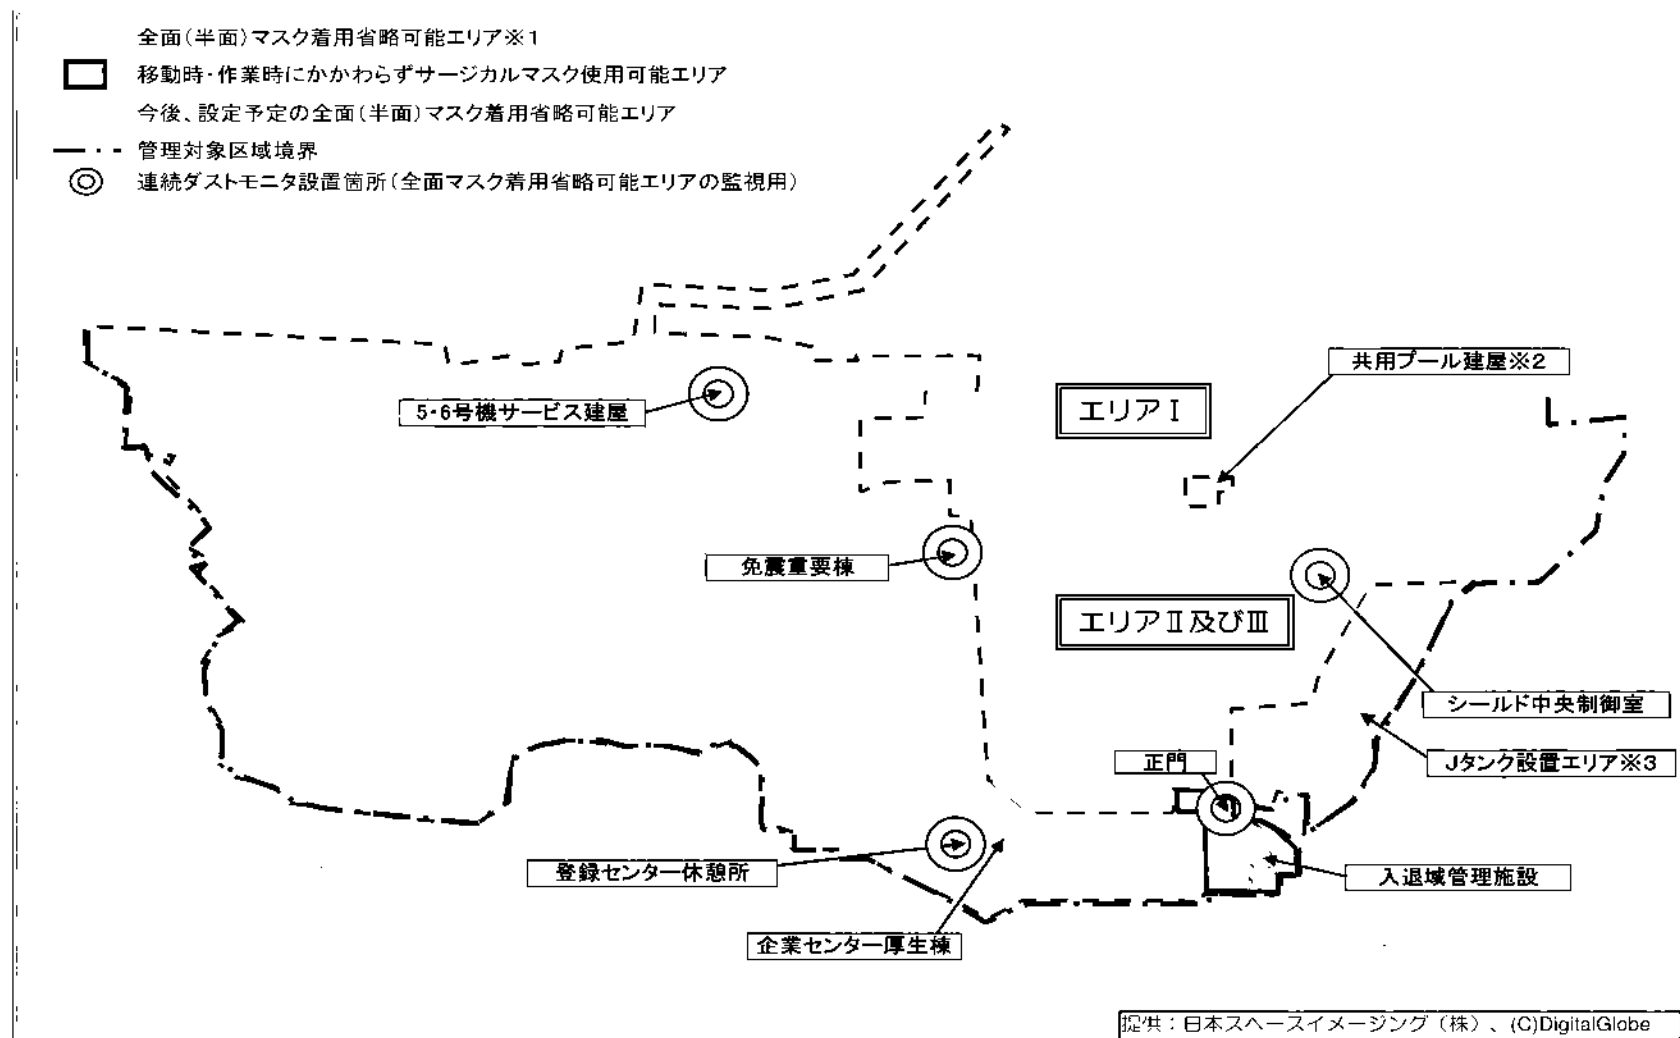 全面(半面)マスク着用省略可能エリア※1
移動時・作業時にかかわらずサージカルマスク使用可能エリア
今後、設定予定の全面(半面)マスク着用省略可能エリア
管理対象区域境界
連続ダストモニタ設置箇所(全面マスク着用省略可能エリアの監視用)
共用プール建屋※2
5・6号機サービス建屋
エリアⅠ
免震重要棟
エリアⅡ及びⅢ
シールド中央制御室
正門
Jタンク設置エリア※3
登録センター休憩所
入退域管理施設
企業センター厚生棟
提供：日本スペースイメージング（株）、(C)DigitalGlobe